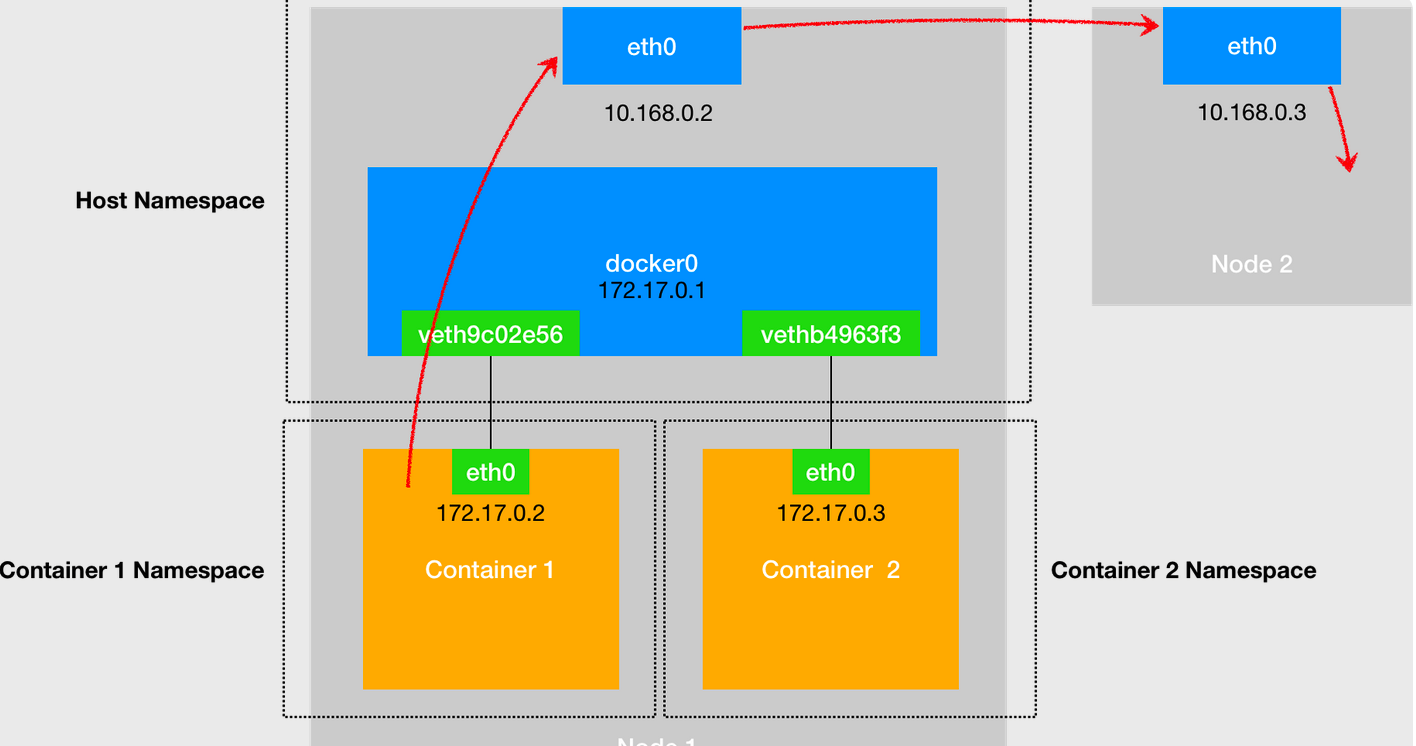 eth0
eth0
10.168.0.2
10.168.0.3
Host Namespace
docker0
172.17.0.1
Node 2
veth9c02e56
vethb4963f3
eth0
eth0
172.17.0.2
172.17.0.3
Container 1 Namespace
Container 1
Container  2
Container 2 Namespace
Node 1